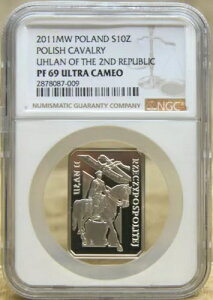 2011MW POLAND S10Z
POLISH CAVALRY
UHLAN OF THE 2ND REPUBLIC
PF 69 ULTRA CAMEO
2878087-009
NUMISMATIC GUARANTY COMPANY
NGC
UŁAN II
RZECZYPOSPOLITEJ